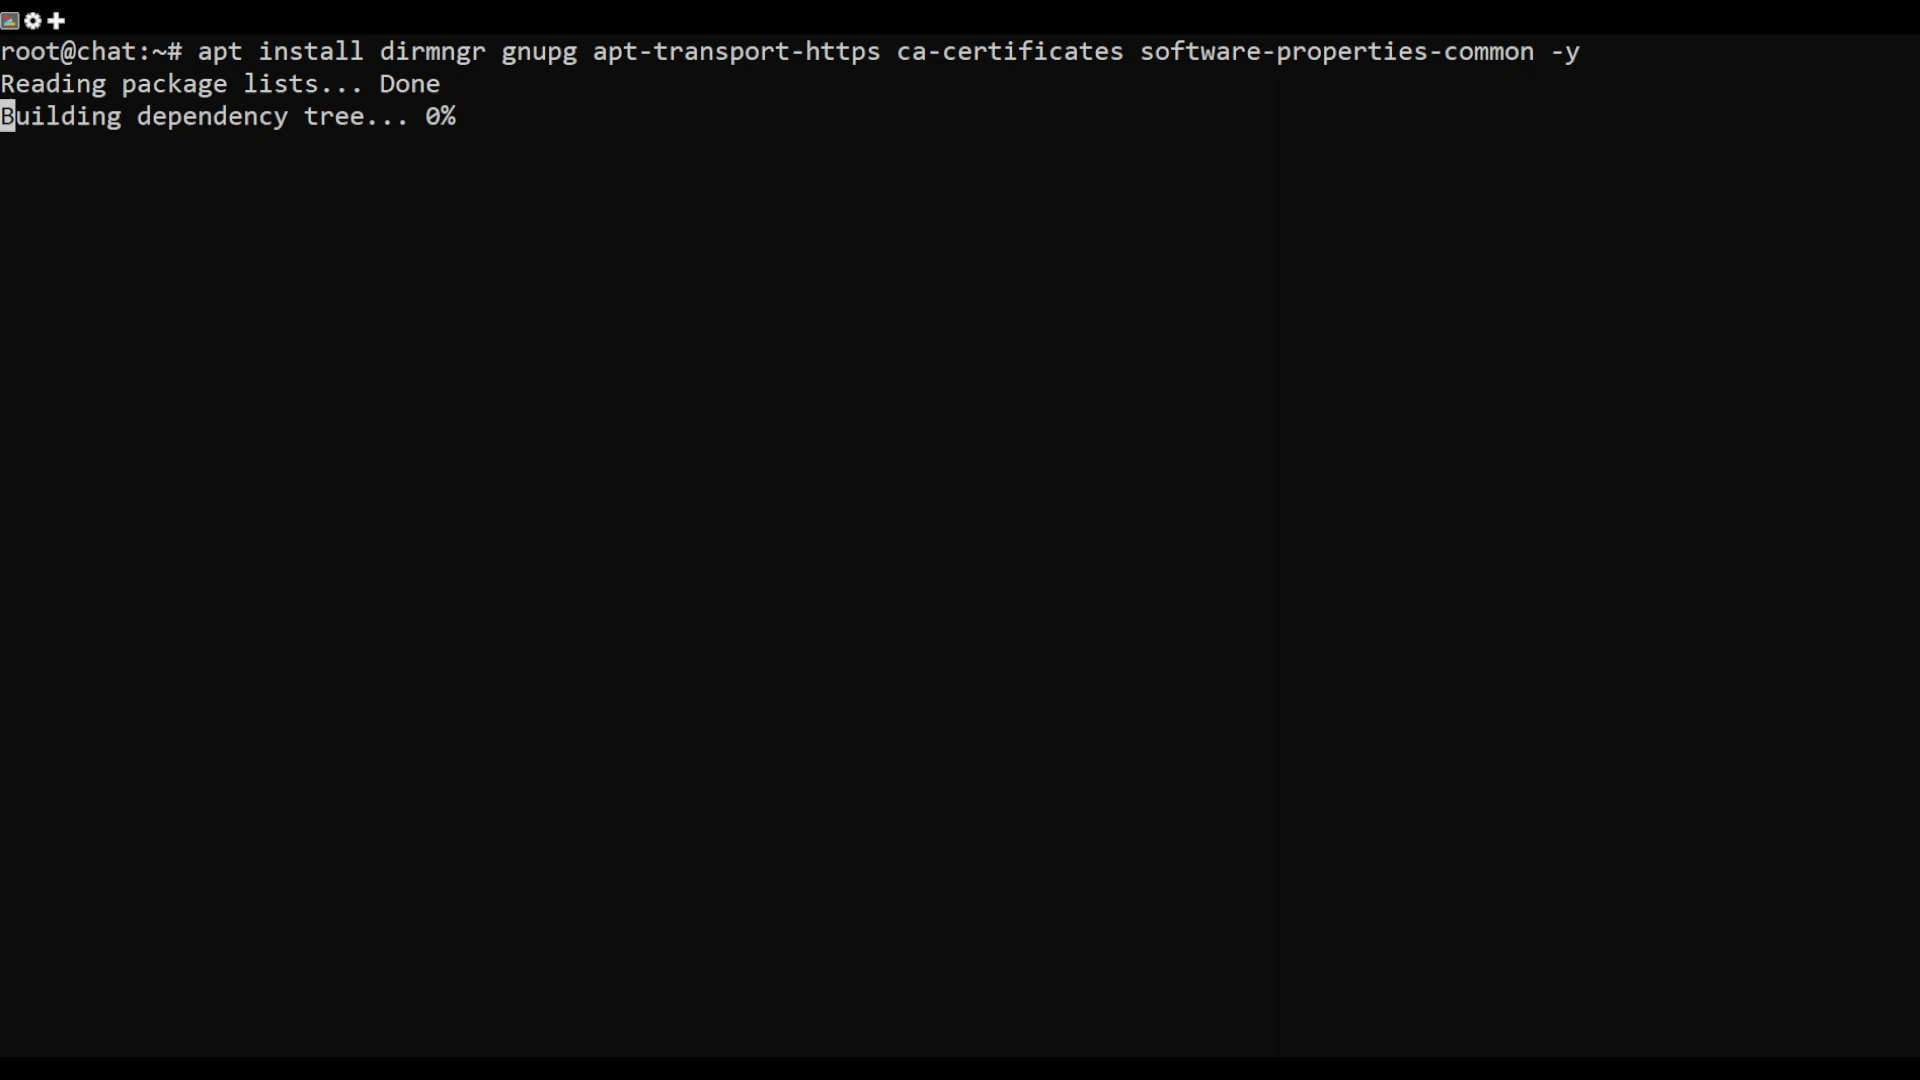 root@chat:~# apt install dirmngr gnupg apt-transport-https ca-certificates software-properties-common -y
Reading package lists... Done
Building dependency tree... 0%